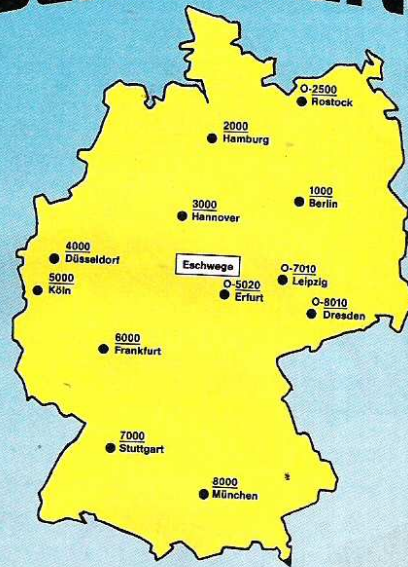 O-2500
Rostock
2000
Hamburg
3000
Hannover
1000
Berlin
4000
Düsseldorf
Eschwege
5000
Köln
O-5020
Erfurt
O-7010
Leipzig
O-8010
Dresden
6000
Frankfurt
7000
Stuttgart
8000
München